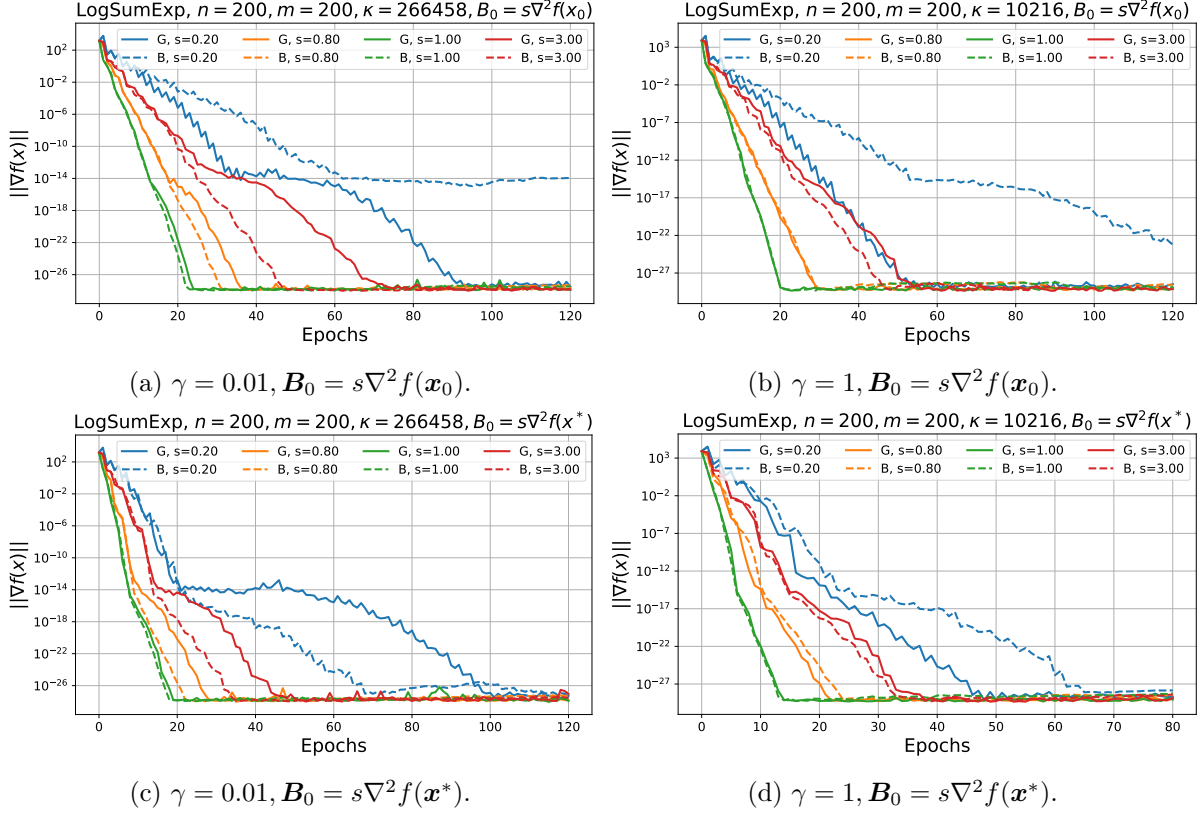 LogSumExp, n = 200, m = 200, κ = 266458, B₀ = s∇²f(x₀)
G, s=0.20 G, s=0.80 G, s=1.00 G, s=3.00
B, s=0.20 B, s=0.80 B, s=1.00 B, s=3.00
||∇f(x)||
10² 10⁻² 10⁻⁶ 10⁻¹⁰ 10⁻¹⁴ 10⁻¹⁸ 10⁻²² 10⁻²⁶
0 20 40 60 80 100 120
Epochs
(a) γ = 0.01, B₀ = s∇²f(x₀).
LogSumExp, n = 200, m = 200, κ = 10216, B₀ = s∇²f(x₀)
G, s=0.20 G, s=0.80 G, s=1.00 G, s=3.00
B, s=0.20 B, s=0.80 B, s=1.00 B, s=3.00
||∇f(x)||
10³ 10⁻² 10⁻⁷ 10⁻¹² 10⁻¹⁷ 10⁻²² 10⁻²⁷
0 20 40 60 80 100 120
Epochs
(b) γ = 1, B₀ = s∇²f(x₀).
LogSumExp, n = 200, m = 200, κ = 266458, B₀ = s∇²f(x*)
G, s=0.20 G, s=0.80 G, s=1.00 G, s=3.00
B, s=0.20 B, s=0.80 B, s=1.00 B, s=3.00
||∇f(x)||
10² 10⁻² 10⁻⁶ 10⁻¹⁰ 10⁻¹⁴ 10⁻¹⁸ 10⁻²² 10⁻²⁶
0 20 40 60 80 100 120
Epochs
(c) γ = 0.01, B₀ = s∇²f(x*).
LogSumExp, n = 200, m = 200, κ = 10216, B₀ = s∇²f(x*)
G, s=0.20 G, s=0.80 G, s=1.00 G, s=3.00
B, s=0.20 B, s=0.80 B, s=1.00 B, s=3.00
||∇f(x)||
10³ 10⁻² 10⁻⁷ 10⁻¹² 10⁻¹⁷ 10⁻²² 10⁻²⁷
0 10 20 30 40 50 60 70 80
Epochs
(d) γ = 1, B₀ = s∇²f(x*).